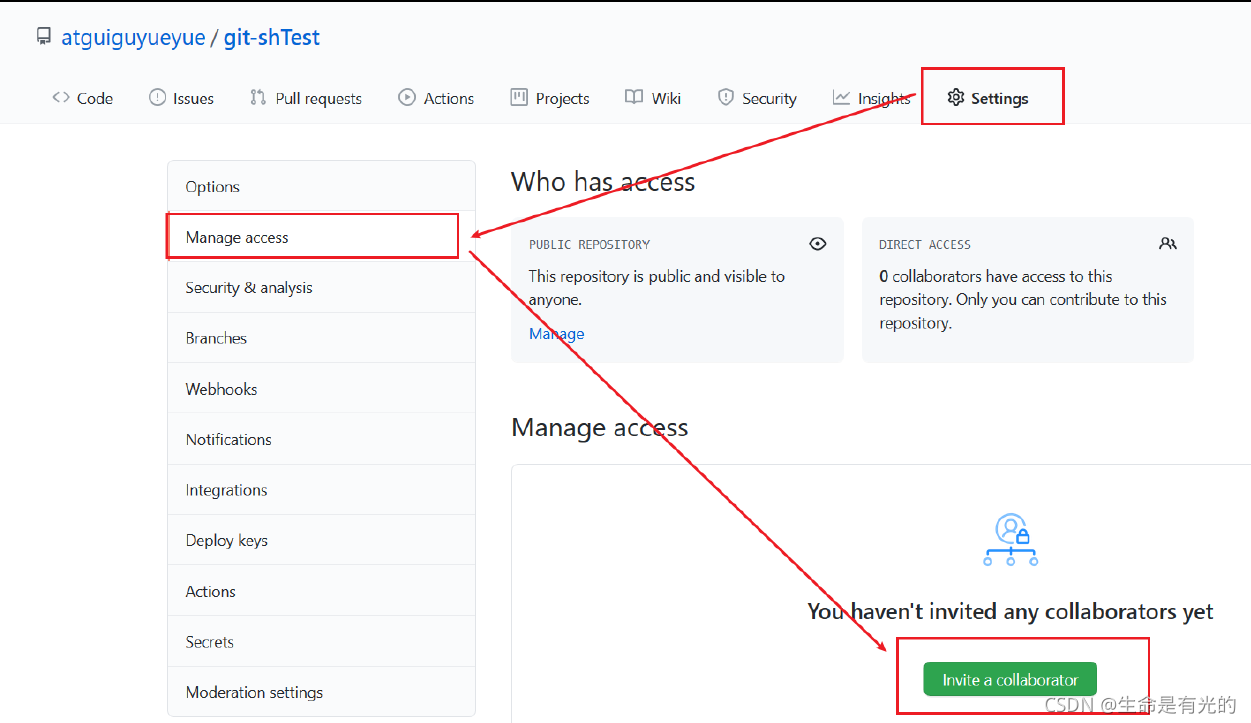 atguiguyueyue / git-shTest
Code Issues Pull requests Actions Projects Wiki Security Insights Settings
Options
Manage access
Security & analysis
Branches
Webhooks
Notifications
Integrations
Deploy keys
Actions
Secrets
Moderation settings
Who has access
PUBLIC REPOSITORY
This repository is public and visible to
anyone.
Manage
DIRECT ACCESS
0 collaborators have access to this
repository. Only you can contribute to this
repository.
Manage access
You haven't invited any collaborators yet
Invite a collaborator
CSDN @生命是有光的